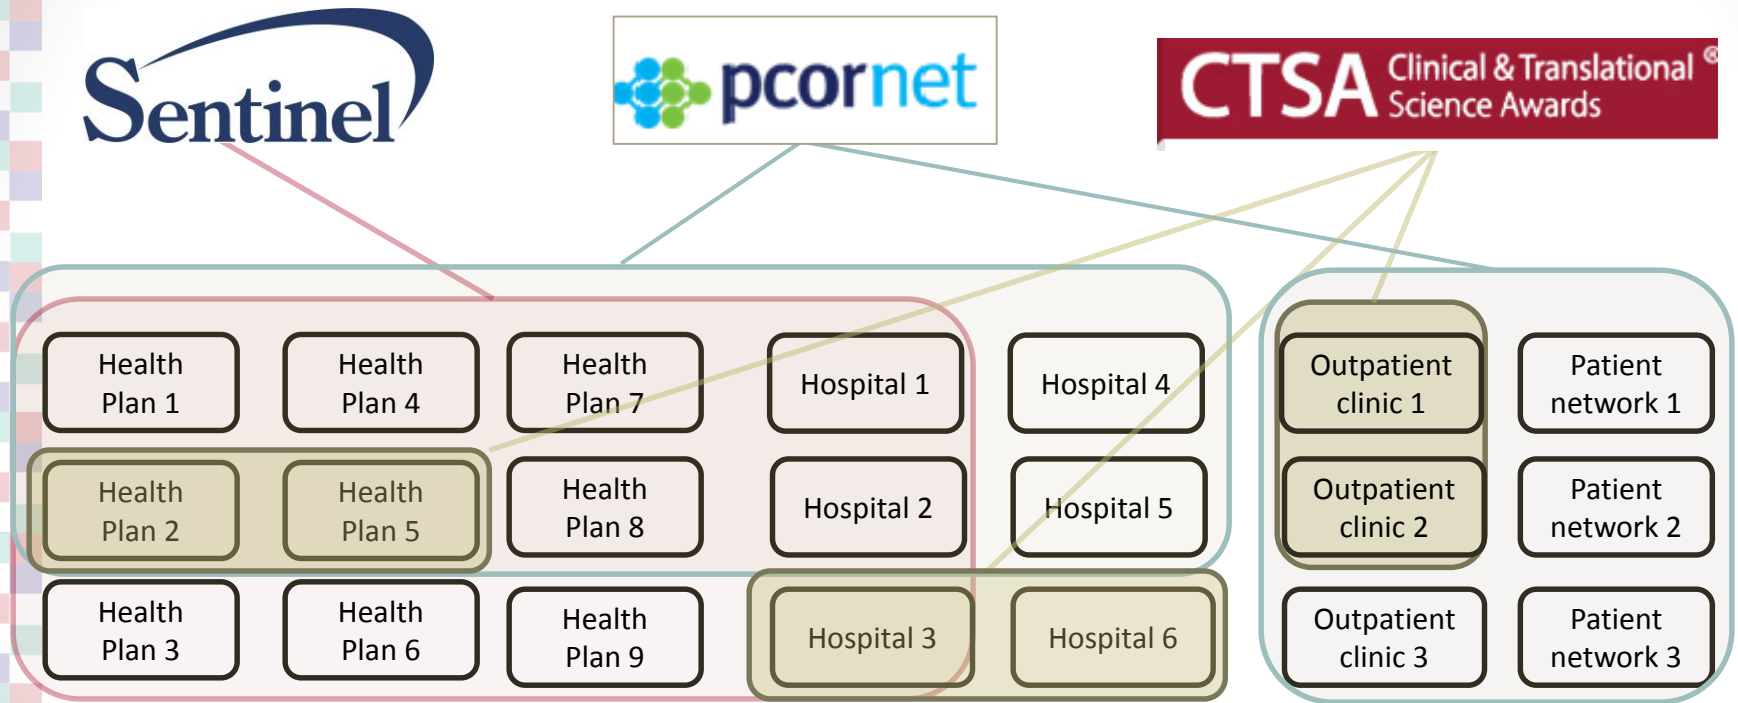 Sentinel
pcornet
CTSA Clinical & Translational ®
Science Awards
Health
Plan 1
Health
Plan 4
Health
Plan 7
Hospital 1
Hospital 4
Outpatient
clinic 1
Patient
network 1
Health
Plan 2
Health
Plan 5
Health
Plan 8
Hospital 2
Hospital 5
Outpatient
clinic 2
Patient
network 2
Health
Plan 3
Health
Plan 6
Health
Plan 9
Hospital 3
Hospital 6
Outpatient
clinic 3
Patient
network 3